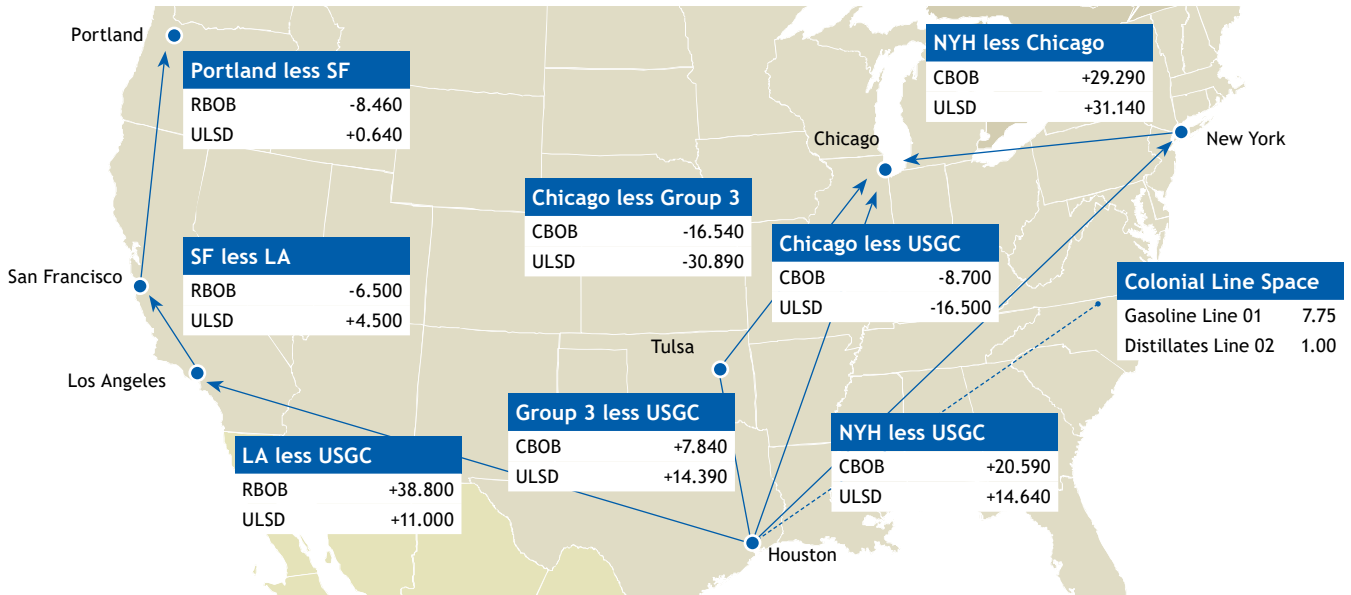 Portland
Portland less SF
RBOB -8.460
ULSD +0.640
NYH less Chicago
CBOB +29.290
ULSD +31.140
Chicago
New York
Chicago less Group 3
CBOB -16.540
ULSD -30.890
Chicago less USGC
CBOB -8.700
ULSD -16.500
San Francisco
SF less LA
RBOB -6.500
ULSD +4.500
Colonial Line Space
Gasoline Line 01 7.75
Distillates Line 02 1.00
Tulsa
Los Angeles
Group 3 less USGC
CBOB +7.840
ULSD +14.390
NYH less USGC
CBOB +20.590
ULSD +14.640
LA less USGC
RBOB +38.800
ULSD +11.000
Houston